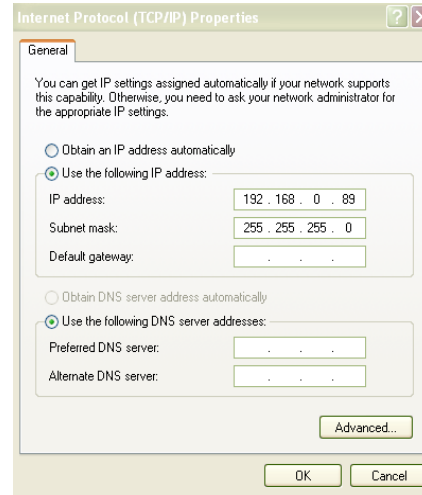 Internet Protocol (TCP/IP) Properties
General
You can get IP settings assigned automatically if your network supports
this capability. Otherwise, you need to ask your network administrator for
the appropriate IP settings.
Obtain an IP address automatically
Use the following IP address:
IP address: 192 . 168 . 0 . 89
Subnet mask: 255 . 255 . 255 . 0
Default gateway: . . .
Obtain DNS server address automatically
Use the following DNS server addresses:
Preferred DNS server: . . .
Alternate DNS server: . . .
Advanced...
OK Cancel